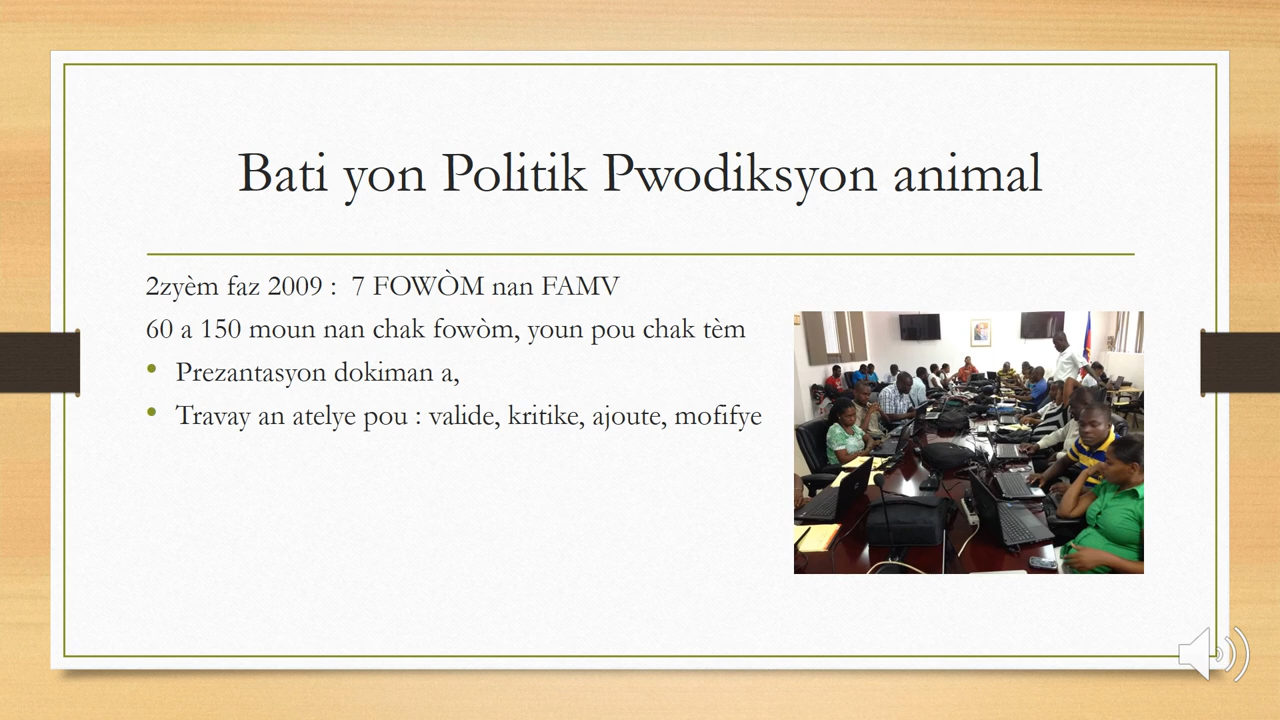 Bati yon Politik Pwodiksyon animal
2zyèm faz 2009 : 7 FOWÒM nan FAMV
60 a 150 moun nan chak fowòm, youn pou chak tèm
Prezantasyon dokiman a,
Travay an atelye pou : valide, kritike, ajoute, mofifye